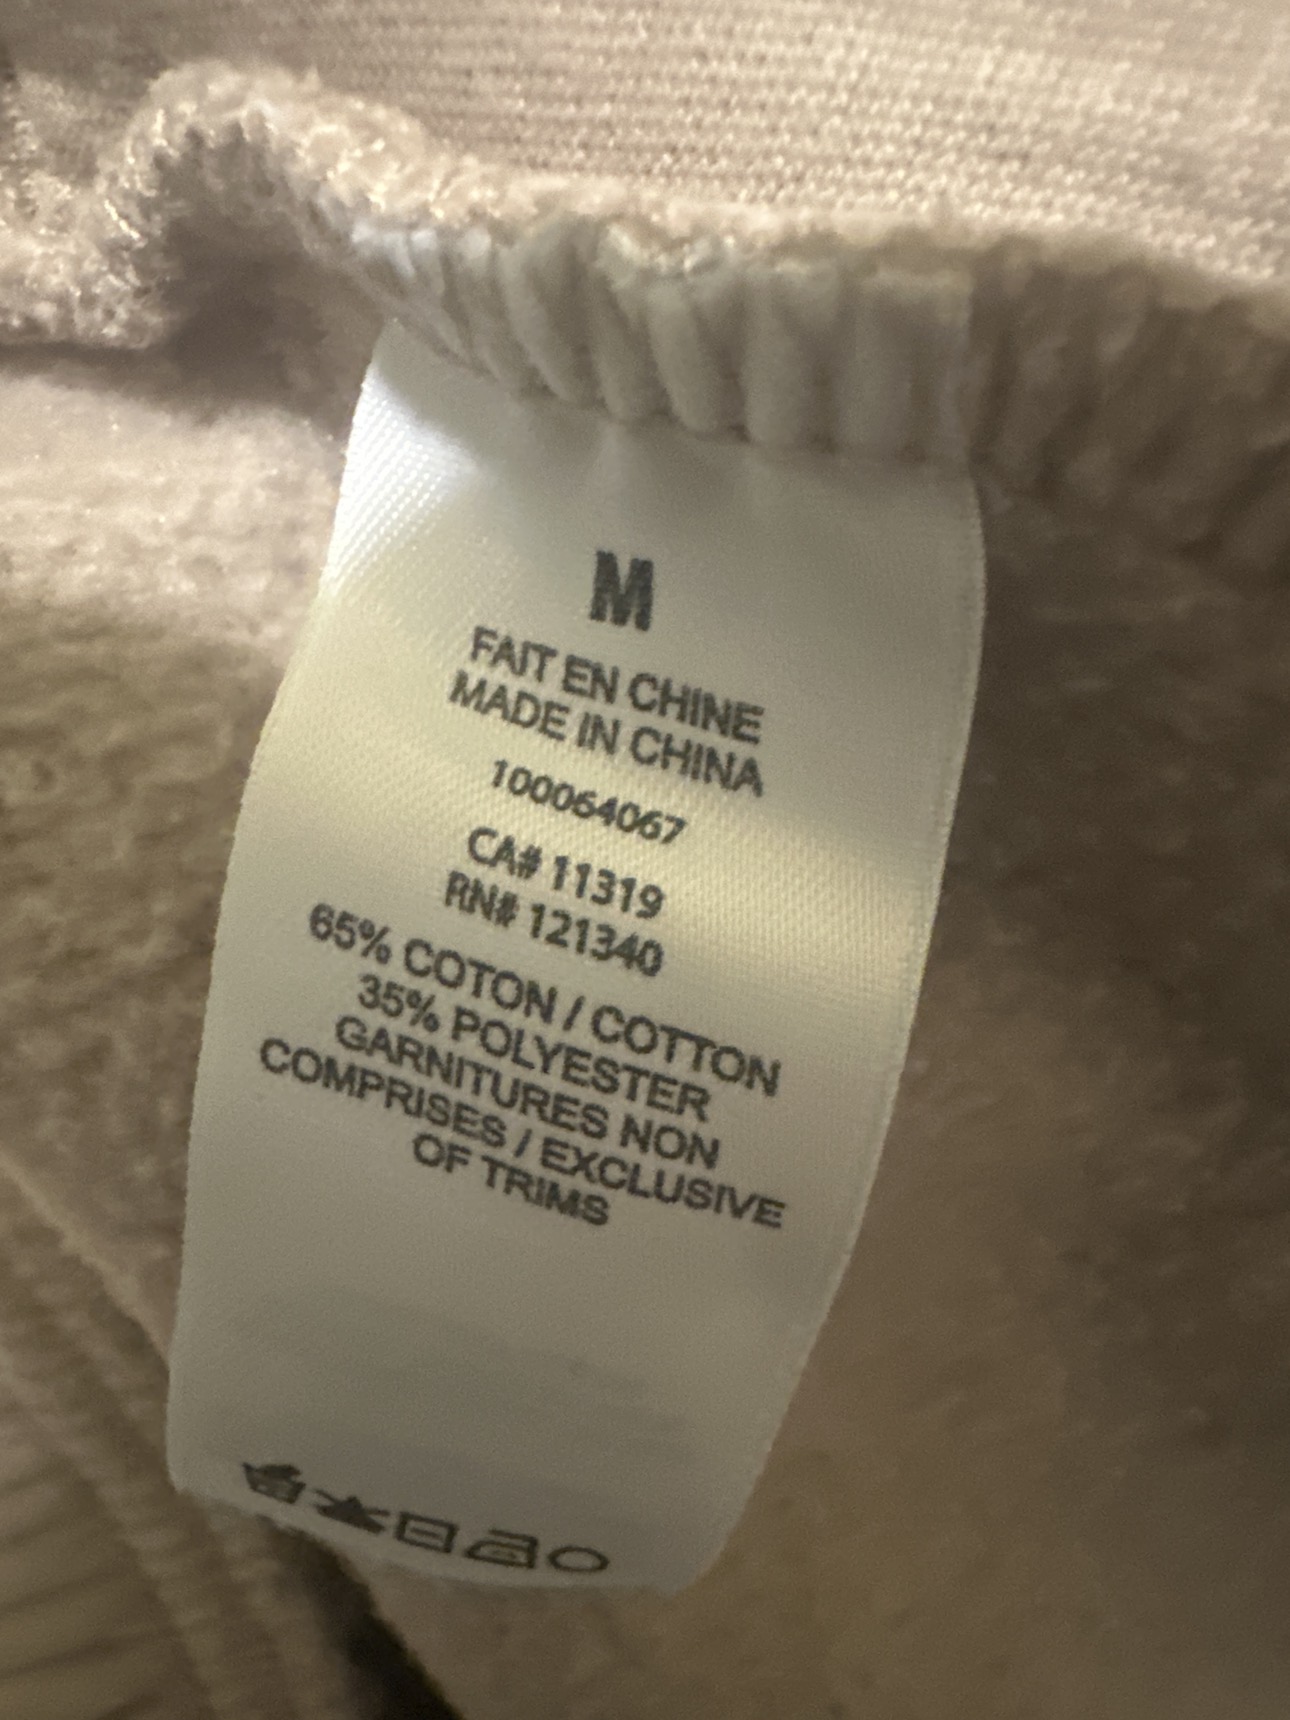 M
FAIT EN CHINE
MADE IN CHINA
100064067
CA# 11319
RN# 121340
65% COTON / COTTON
35% POLYESTER
GARNITURES NON
COMPRISES / EXCLUSIVE
OF TRIMS